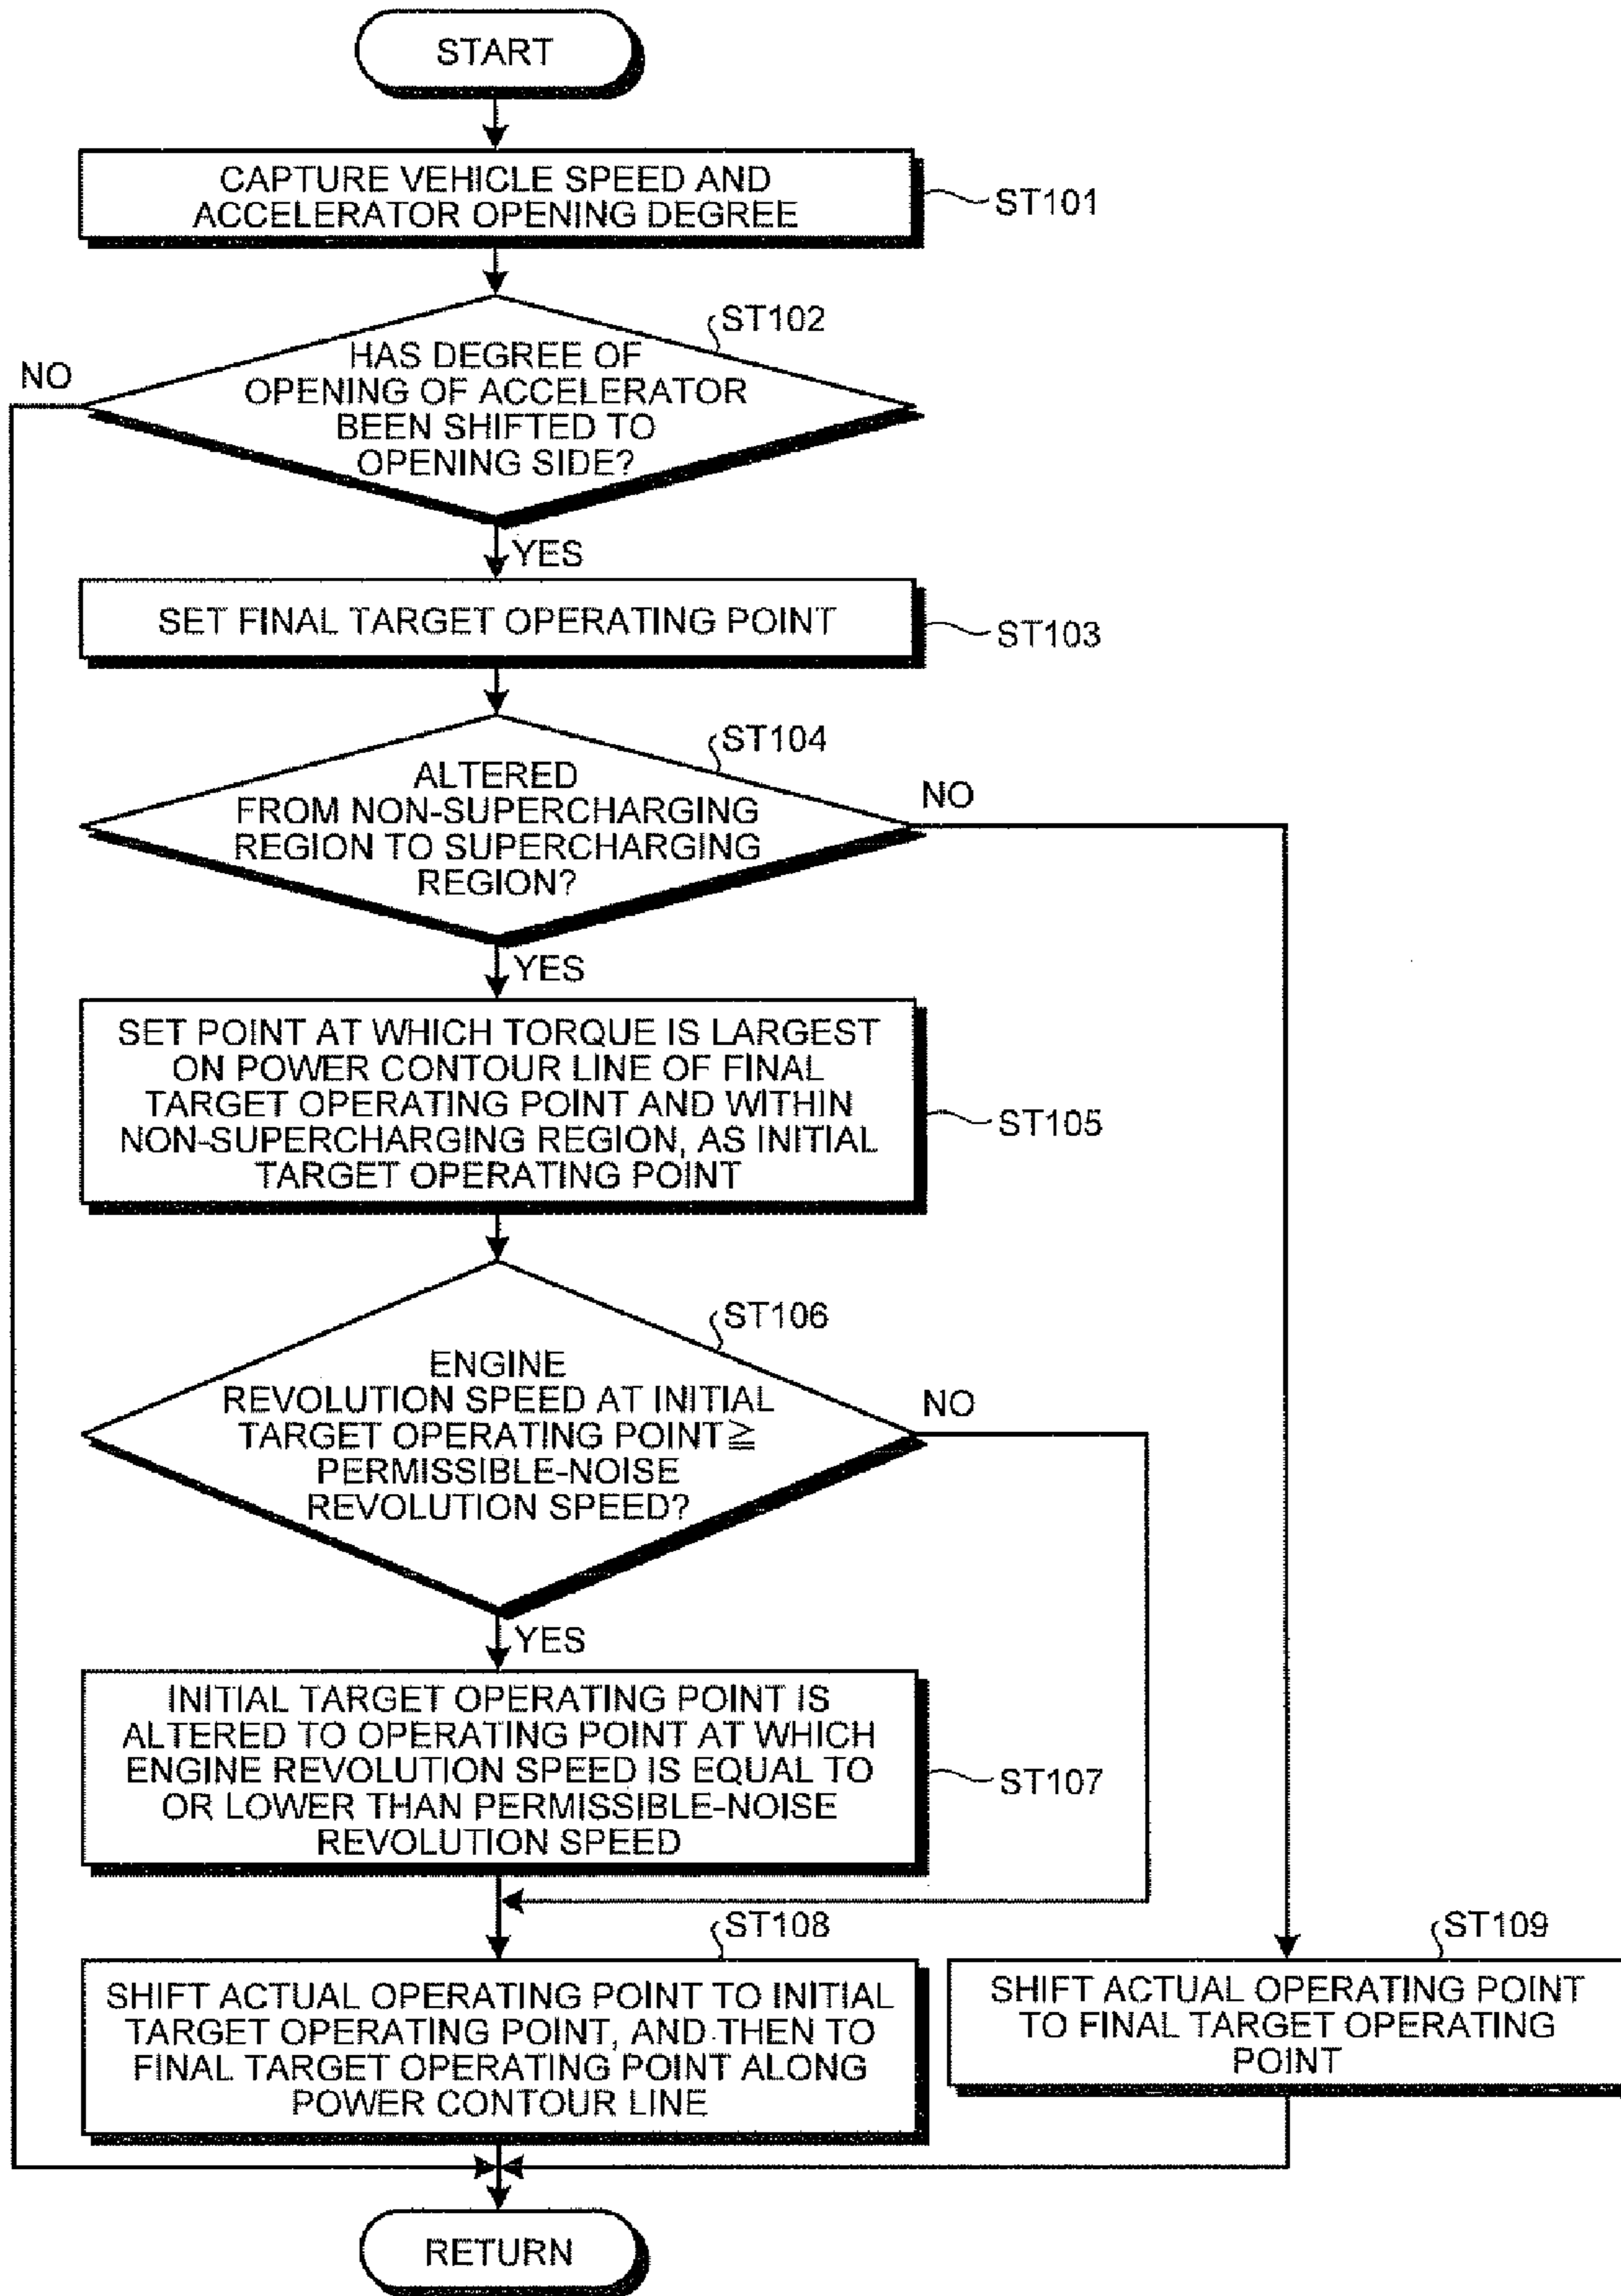 START
CAPTURE VEHICLE SPEED AND
ACCELERATOR OPENING DEGREE
ST101
ST102
HAS DEGREE OF
OPENING OF ACCELERATOR
BEEN SHIFTED TO
OPENING SIDE?
NO
YES
SET FINAL TARGET OPERATING POINT
ST103
ST104
ALTERED
FROM NON-SUPERCHARGING
REGION TO SUPERCHARGING
REGION?
NO
YES
SET POINT AT WHICH TORQUE IS LARGEST
ON POWER CONTOUR LINE OF FINAL
TARGET OPERATING POINT AND WITHIN
NON-SUPERCHARGING REGION, AS INITIAL
TARGET OPERATING POINT
ST105
ST106
ENGINE
REVOLUTION SPEED AT INITIAL
TARGET OPERATING POINT≧
PERMISSIBLE-NOISE
REVOLUTION SPEED?
NO
YES
INITIAL TARGET OPERATING POINT IS
ALTERED TO OPERATING POINT AT WHICH
ENGINE REVOLUTION SPEED IS EQUAL TO
OR LOWER THAN PERMISSIBLE-NOISE
REVOLUTION SPEED
ST107
ST108
SHIFT ACTUAL OPERATING POINT TO INITIAL
TARGET OPERATING POINT, AND THEN TO
FINAL TARGET OPERATING POINT ALONG
POWER CONTOUR LINE
ST109
SHIFT ACTUAL OPERATING POINT
TO FINAL TARGET OPERATING
POINT
RETURN